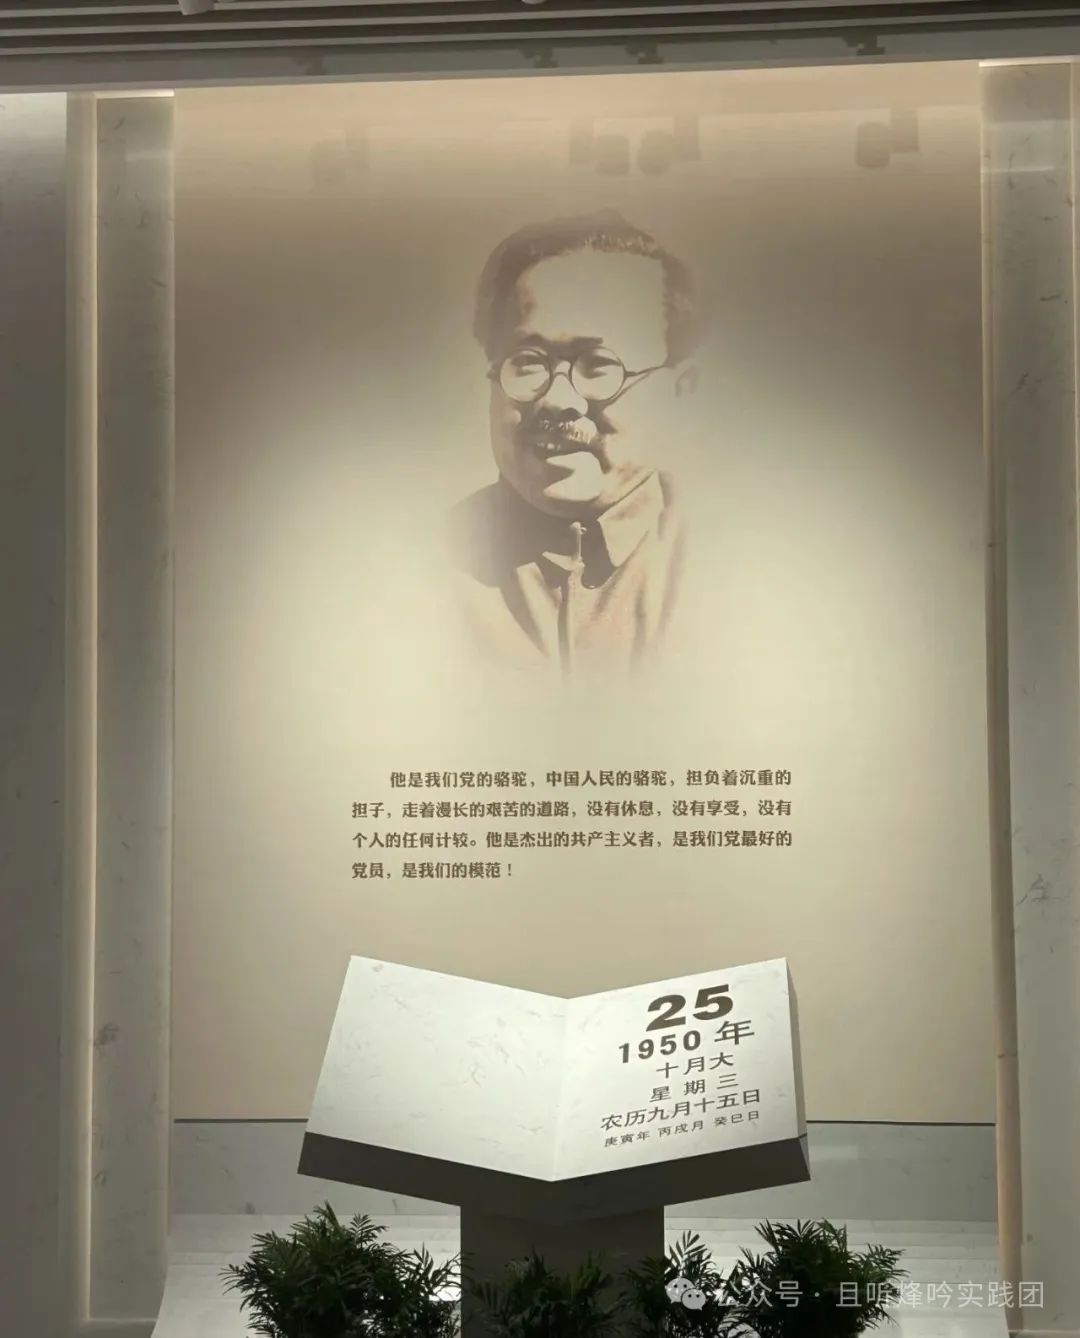 他是我们党的骆驼，中国人民的骆驼，担负着沉重的
担子，走着漫长的艰苦的道路，没有休息，没有享受，没有
个人的任何计较。他是杰出的共产主义者，是我们党最好的
党员，是我们的模范！
25
1950年
十月大
星期三
农历九月十五日
庚寅年 丙戌月 癸巳日
公众号·且听烽吟实践团